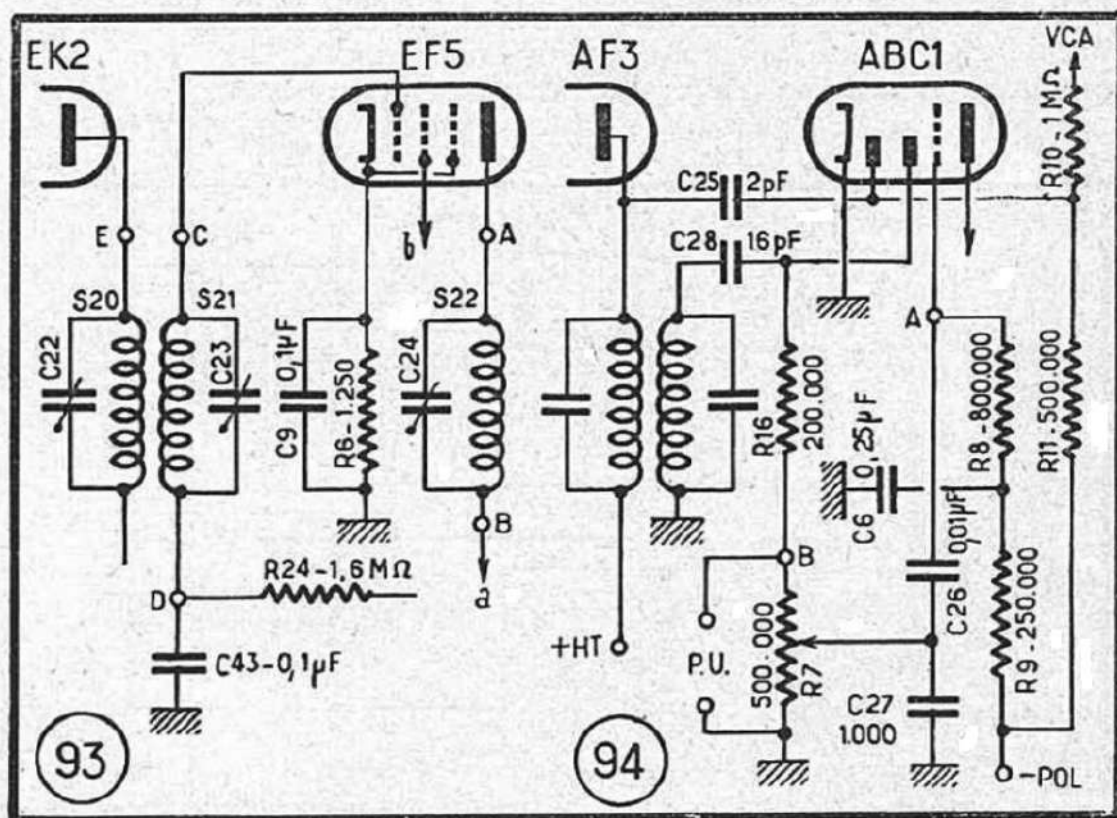 EK2
EF5
AF3
ABC1
VCA
R10-1MΩ
C25
2pF
C28
16pF
E
C
b
A
S20
S21
S22
A
C22
C23
C9
0,1µF
R6-1.250
C24
R16
200.000
C6
0,25µF
R8-800.000
R11-500.000
B
B
a
D
R24-1,6MΩ
C43-0,1µF
+HT
P.U.
500.000
R7
0,01µF
C26
R9-250.000
C27
1.000
-POL
93
94